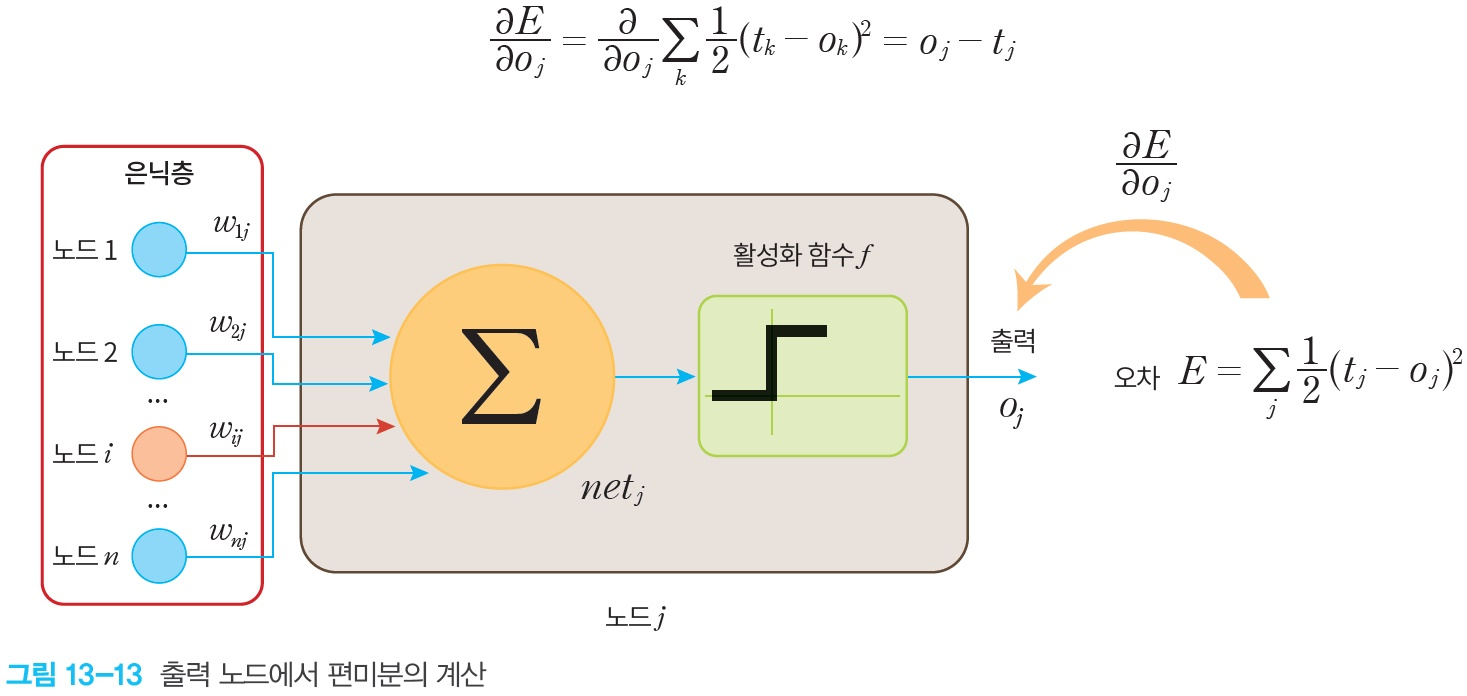 ∂E/∂o_j = ∂/∂o_j ∑_k 1/2 (t_k − o_k)² = o_j − t_j
∂E/∂o_j
은닉층
노드 1
w_1j
노드 2
w_2j
...
노드 i
w_ij
...
노드 n
w_nj
∑
net_j
활성화 함수 f
출력
o_j
오차 E = ∑_j 1/2 (t_j − o_j)²
노드 j
그림 13–13 출력 노드에서 편미분의 계산